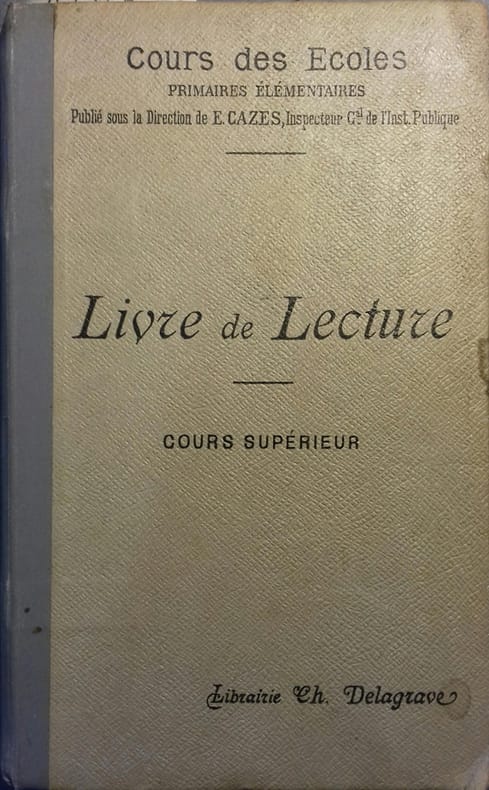 Cours des Ecoles
PRIMAIRES ÉLÉMENTAIRES
Publié sous la Direction de E. CAZES, Inspecteur Gal de l'Inst. Publique
Livre de Lecture
COURS SUPÉRIEUR
Librairie Ch. Delagrave